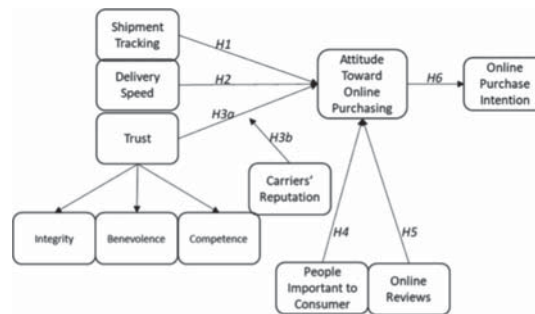 Shipment
Tracking
H1
Delivery
Speed
H2
Trust
H3a
Attitude
Toward
Online
Purchasing
H6
Online
Purchase
Intention
H3b
Carriers'
Reputation
Integrity
Benevolence
Competence
H4
H5
People
Important to
Consumer
Online
Reviews